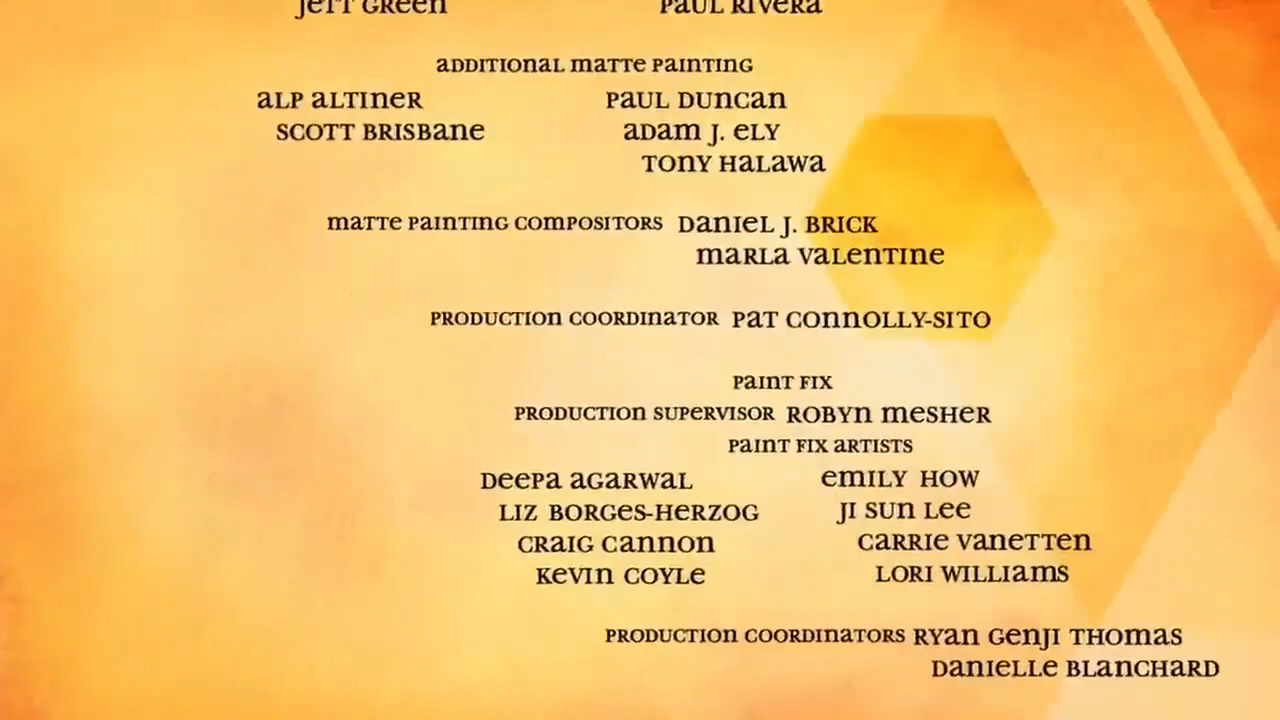 Jeff Green Paul Rivera
Additional Matte Painting
Alp Altiner Paul Duncan
Scott Brisbane Adam J. Ely
Tony Halawa
Matte Painting Compositors Daniel J. Brick
Marla Valentine
Production Coordinator Pat Connolly-Sito
Paint Fix
Production Supervisor Robyn Mesher
Paint Fix Artists
Deepa Agarwal Emily How
Liz Borges-Herzog Ji Sun Lee
Craig Cannon Carrie Vanetten
Kevin Coyle Lori Williams
Production Coordinators Ryan Genji Thomas
Danielle Blanchard